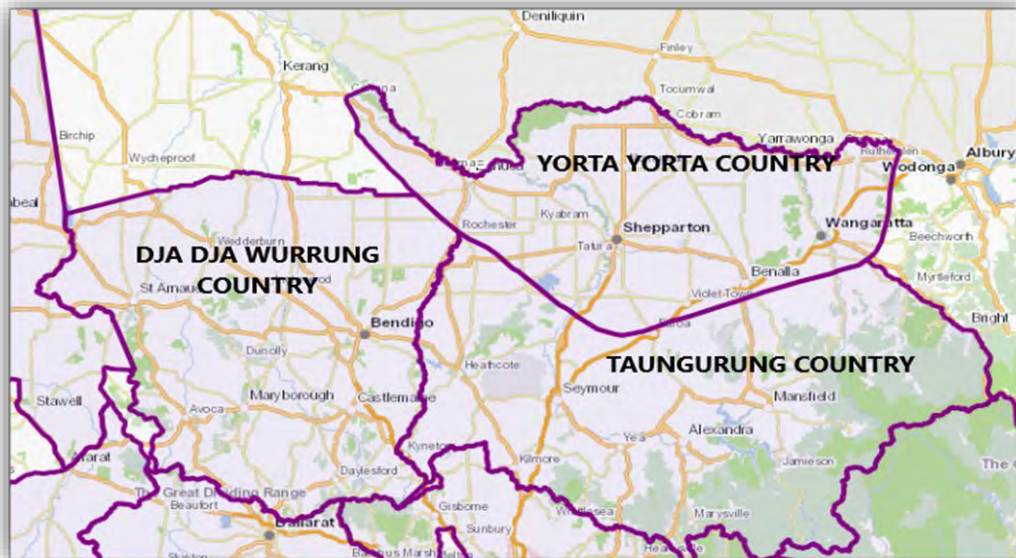 Deniliquin
Finley
Kerang
Tocumwal
Cobram
Birchip
Yarrawonga
Albury
Wycheproof
YORTA YORTA COUNTRY
Wodonga
Kyabram
Rochester
Shepparton
Wangaratta
Wedderburn
Tatura
Beechworth
DJA DJA WURRUNG
COUNTRY
Benalla
Myrtleford
St Arnaud
Violet Town
Bright
Bendigo
Dunolly
Heathcote
TAUNGURUNG COUNTRY
Seymour
Stawell
Maryborough
Castlemaine
Mansfield
Avoca
Alexandra
Yea
Kyneton
Ararat
Kilmore
Jamieson
Daylesford
The Great Dividing Range
Beaufort
Gisborne
Marysville
Ballarat
Sunbury